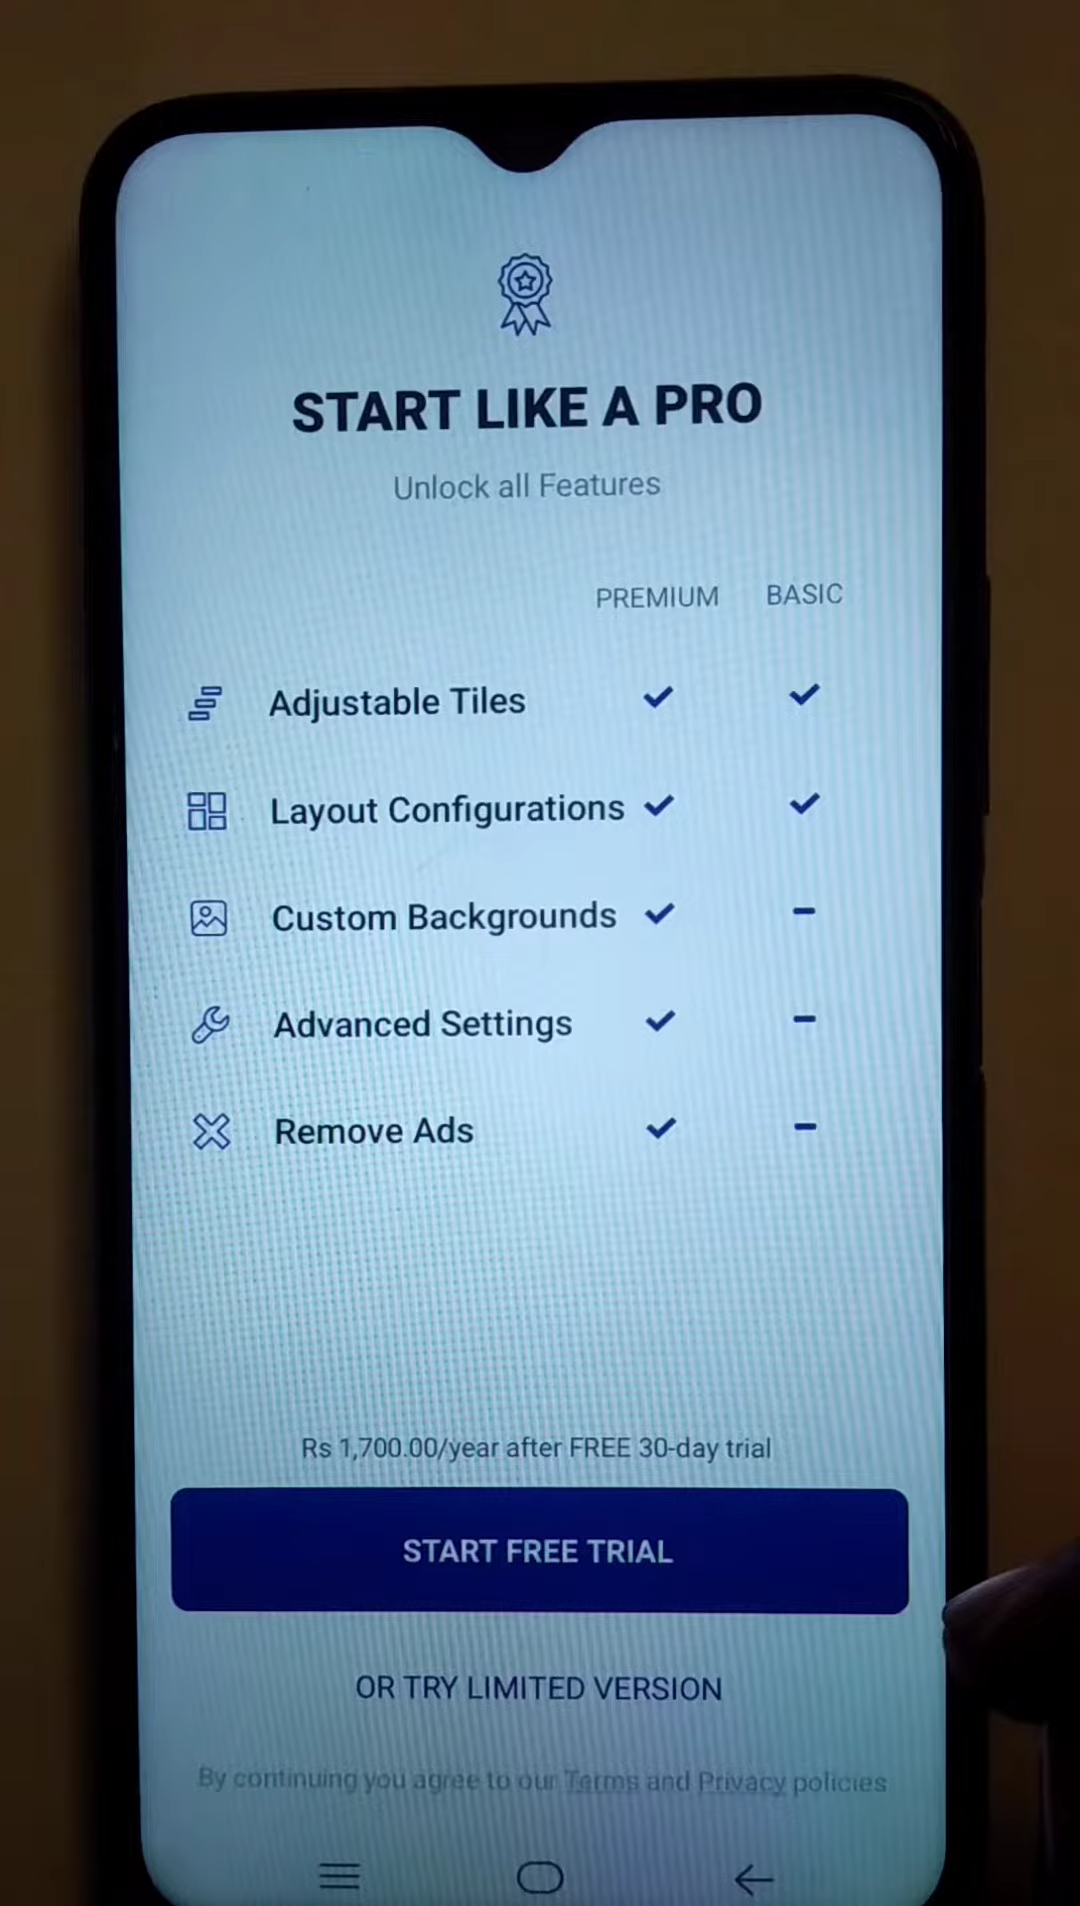 START LIKE A PRO
Unlock all Features
PREMIUM BASIC
Adjustable Tiles
Layout Configurations
Custom Backgrounds
Advanced Settings
Remove Ads
Rs 1,700.00/year after FREE 30-day trial
START FREE TRIAL
OR TRY LIMITED VERSION
By continuing you agree to our Terms and Privacy policies